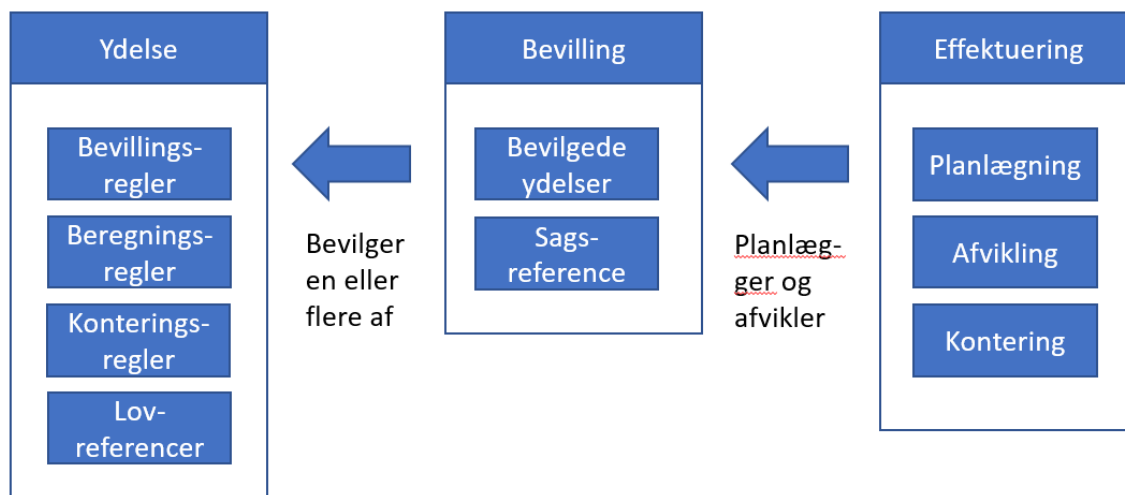 Ydelse
Bevillings-
regler
Beregnings-
regler
Konterings-
regler
Lov-
referencer
Bevilger
en eller
flere af
Bevilling
Bevilgede
ydelser
Sags-
reference
Planlæg-
ger og
afvikler
Effektuering
Planlægning
Afvikling
Kontering